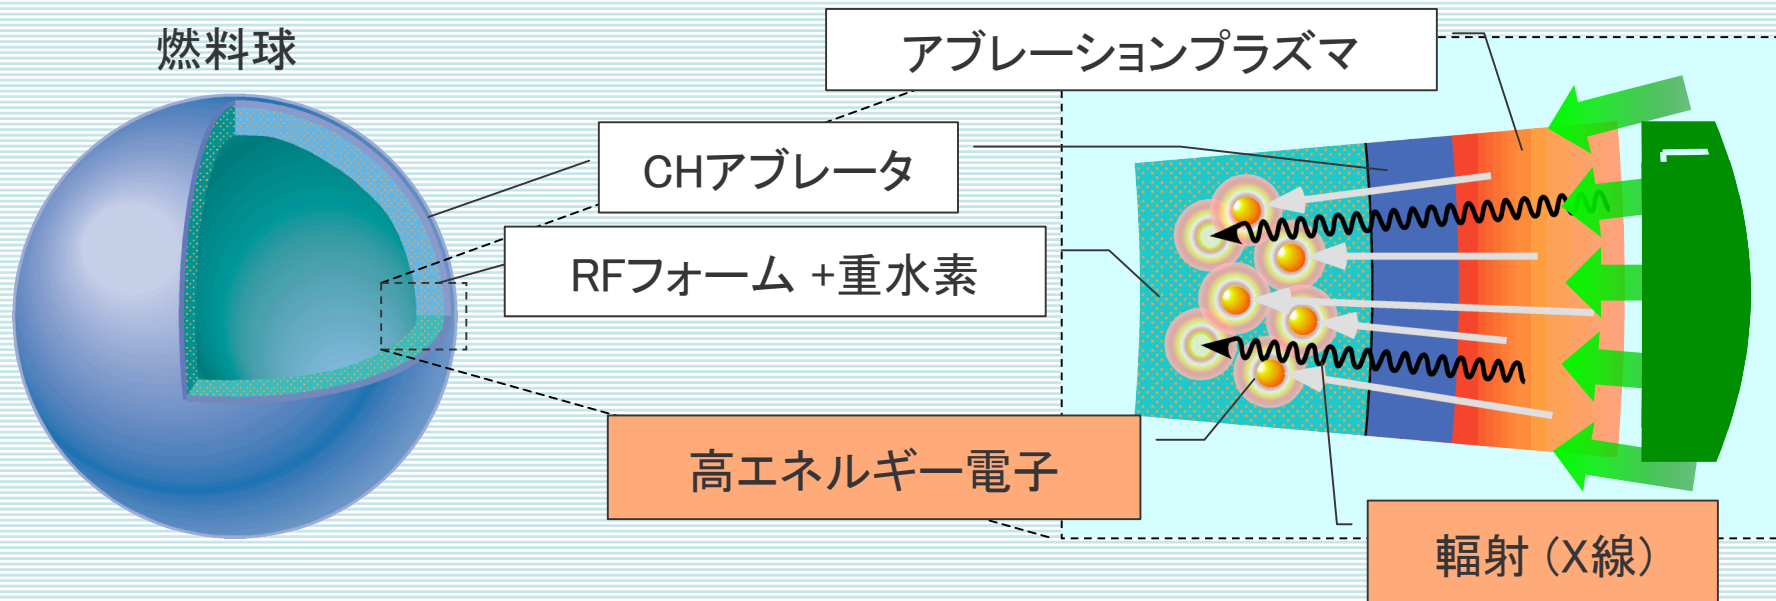 燃料球
アブレーションプラズマ
CHアブレータ
RFフォーム +重水素
高エネルギー電子
輻射 (X線)